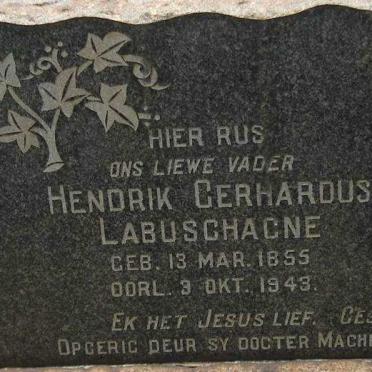 HIER RUS
ONS LIEWE VADER
HENDRIK GERHARDUS
LABUSCHAGNE
GEB. 13 MAR. 1855
OORL. 3 OKT. 1943.
EK HET JESUS LIEF.
OPGERIG DEUR SY DOGTER